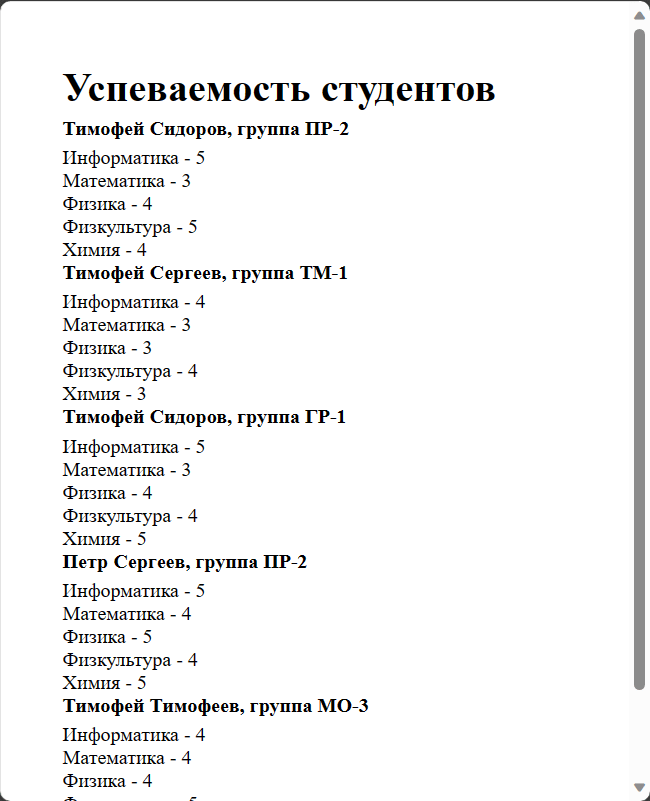 Успеваемость студентов
Тимофей Сидоров, группа ПР-2
Информатика - 5
Математика - 3
Физика - 4
Физкультура - 5
Химия - 4
Тимофей Сергеев, группа ТМ-1
Информатика - 4
Математика - 3
Физика - 3
Физкультура - 4
Химия - 3
Тимофей Сидоров, группа ГР-1
Информатика - 5
Математика - 3
Физика - 4
Физкультура - 4
Химия - 5
Петр Сергеев, группа ПР-2
Информатика - 5
Математика - 4
Физика - 5
Физкультура - 4
Химия - 5
Тимофей Тимофеев, группа МО-3
Информатика - 4
Математика - 4
Физика - 4